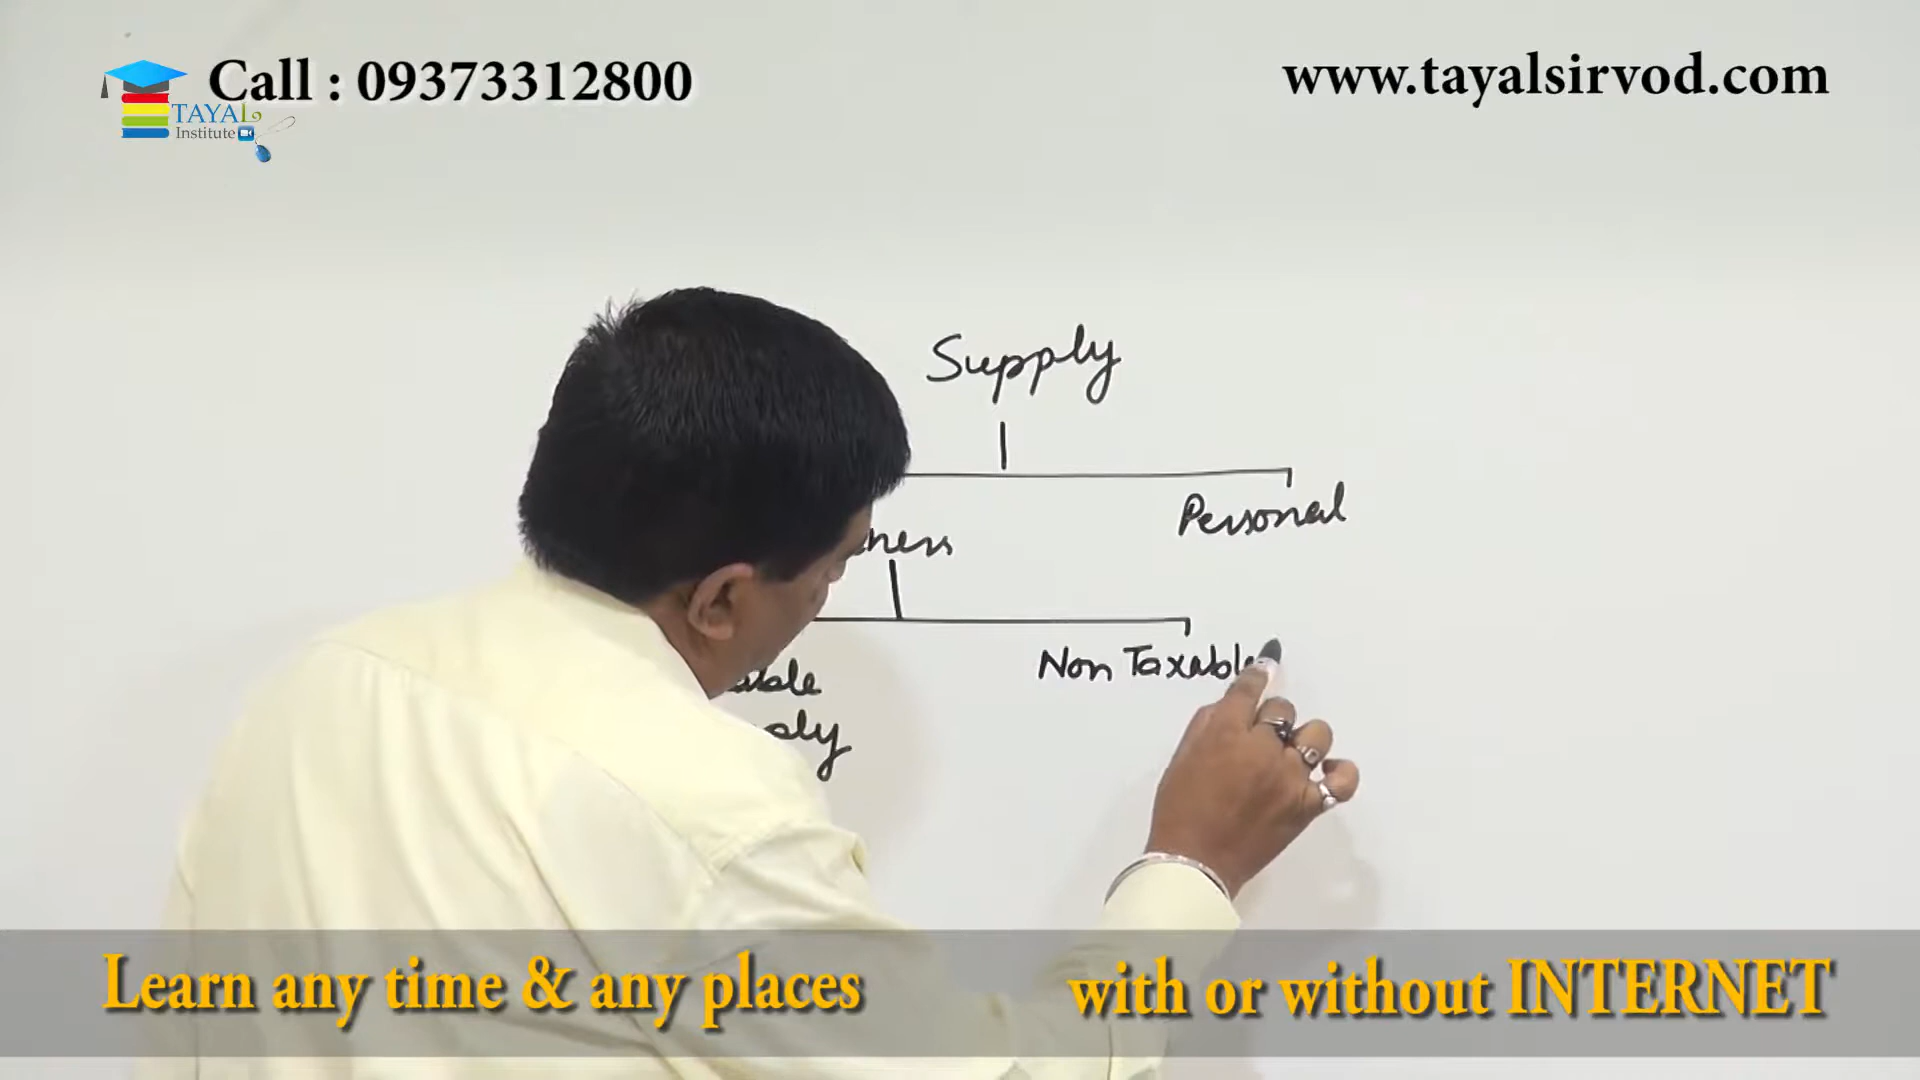 Call : 09373312800
www.tayalsirvod.com
TAYAL
Institute
Supply
Personal
Non Taxable
Learn any time & any places
with or without INTERNET